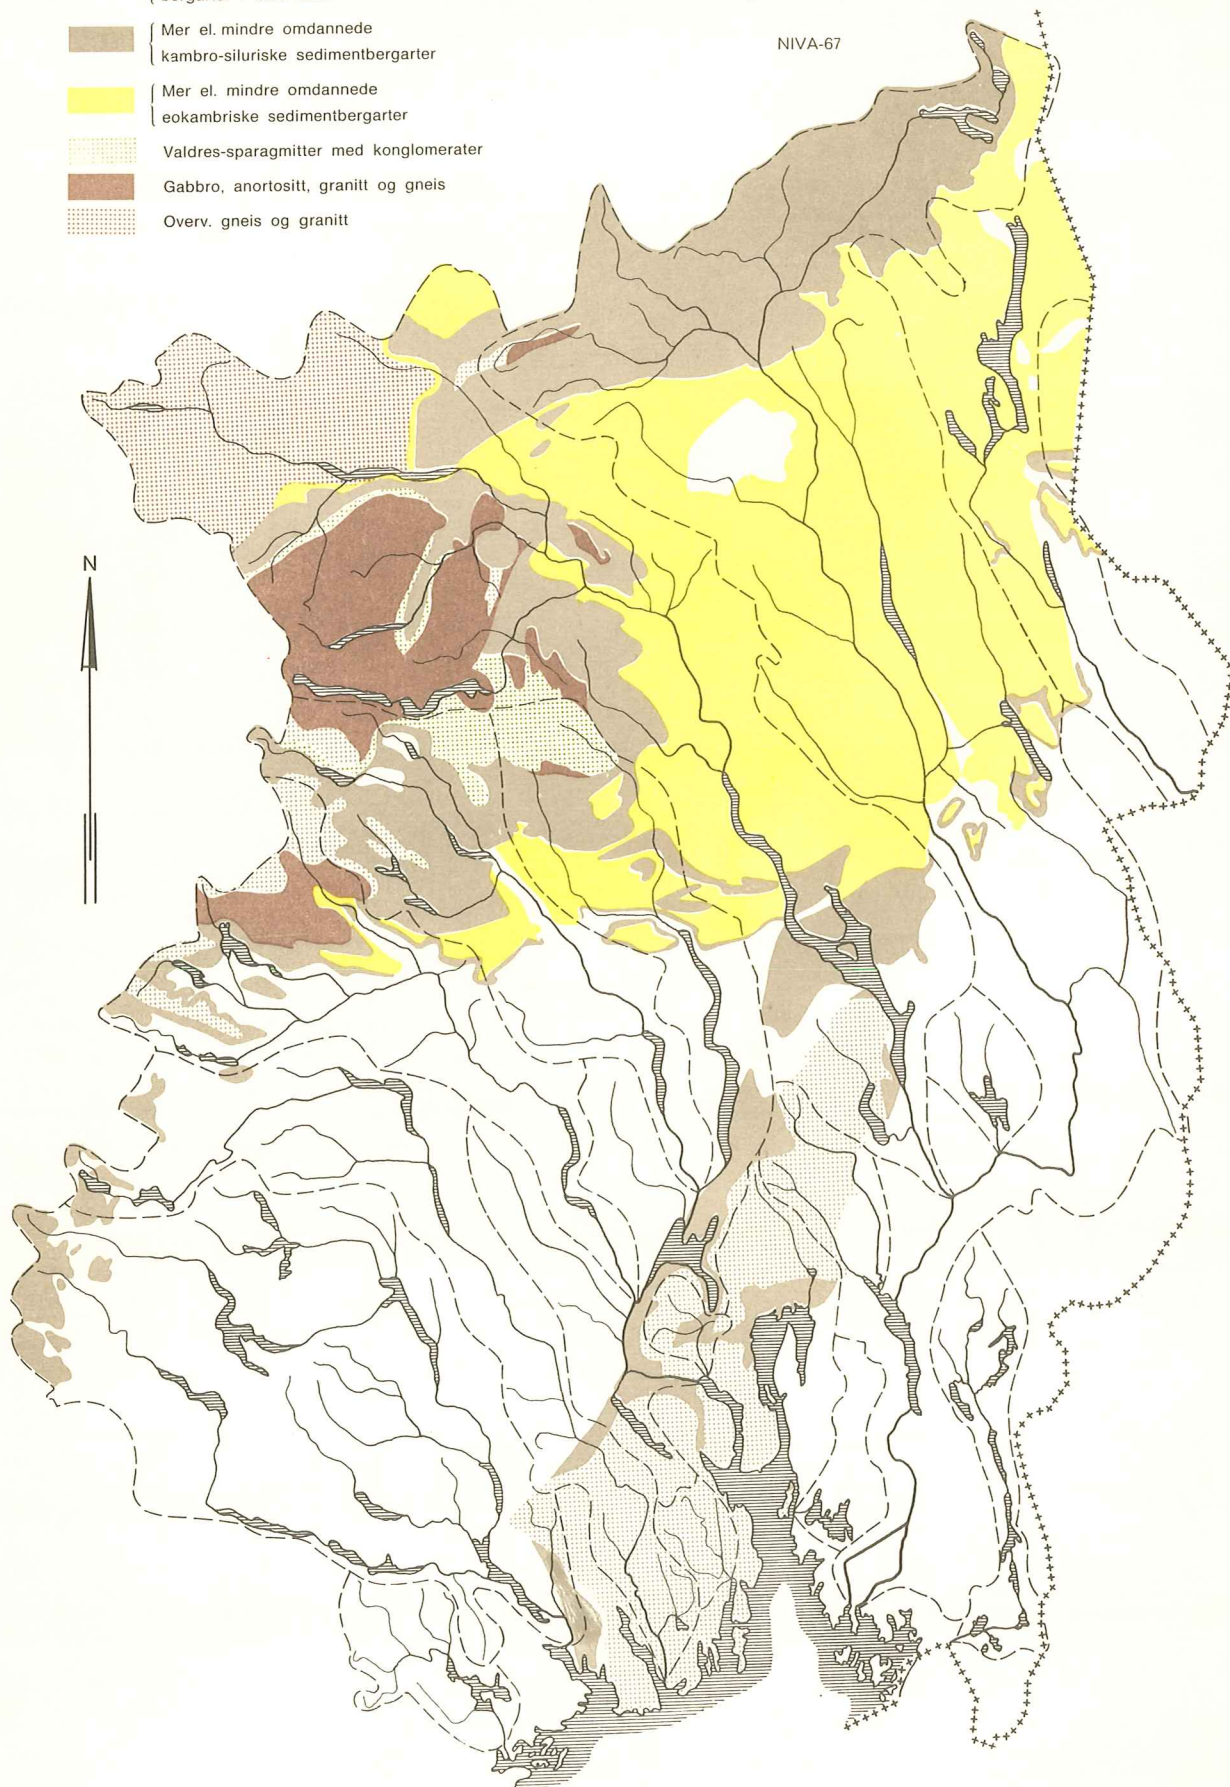 Mer el. mindre omdannede
kambro-siluriske sedimentbergarter
NIVA-67
Mer el. mindre omdannede
eokambriske sedimentbergarter
Valdres-sparagmitter med konglomerater
Gabbro, anortositt, granitt og gneis
Overv. gneis og granitt
N